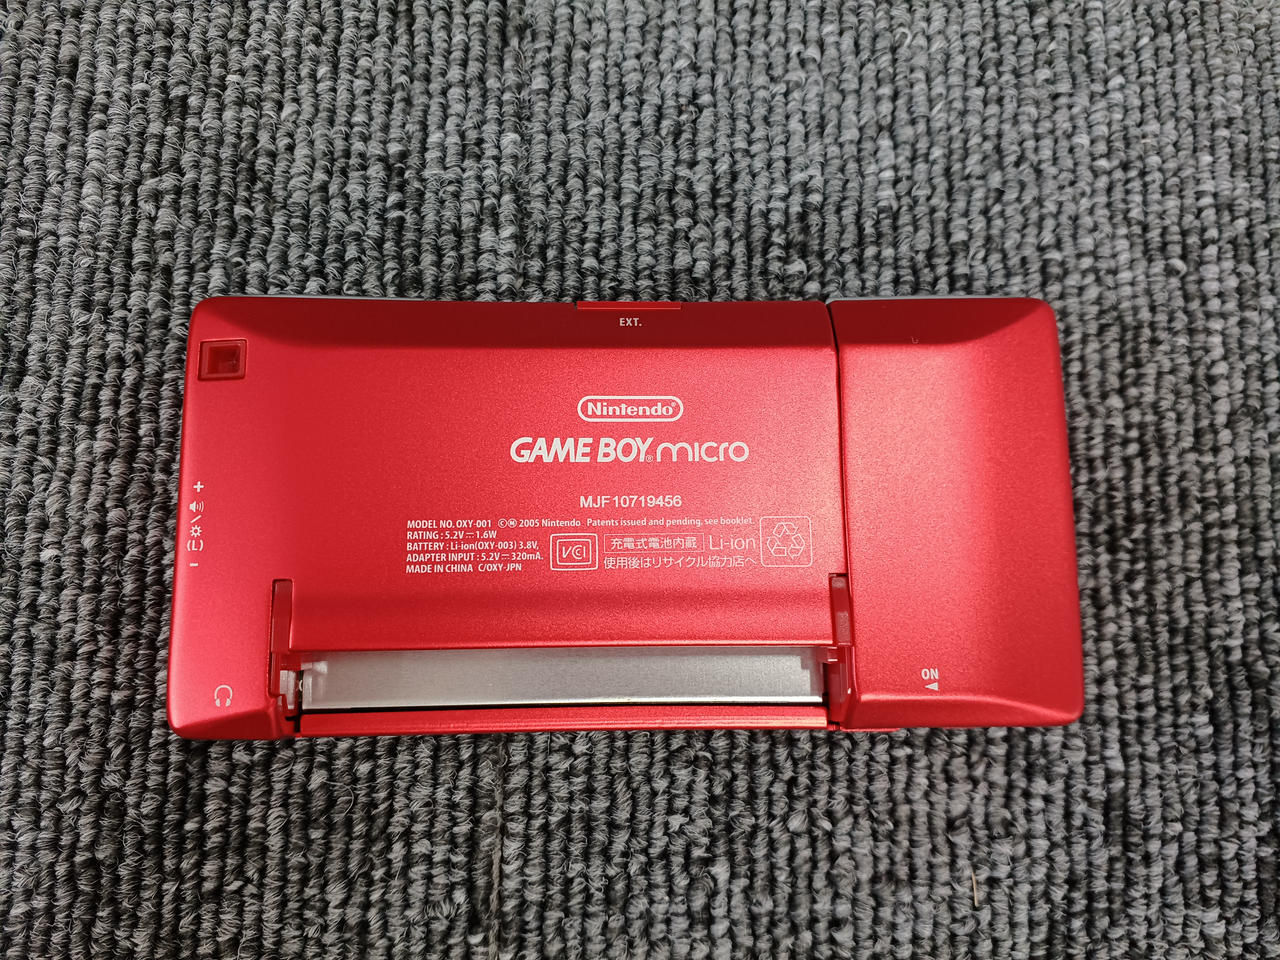 EXT.
Nintendo®
GAME BOY® micro
MJF10719456
MODEL NO. OXY-001 ©Ⓜ 2005 Nintendo Patents issued and pending, see booklet.
RATING : 5.2V⎓1.6W
BATTERY : Li-ion(OXY-003) 3.8V,
ADAPTER INPUT : 5.2V⎓320mA.
MADE IN CHINA C/OXY-JPN
VCI
充電式電池内蔵 Li-ion
使用後はリサイクル協力店へ
+
(L)
−
ON